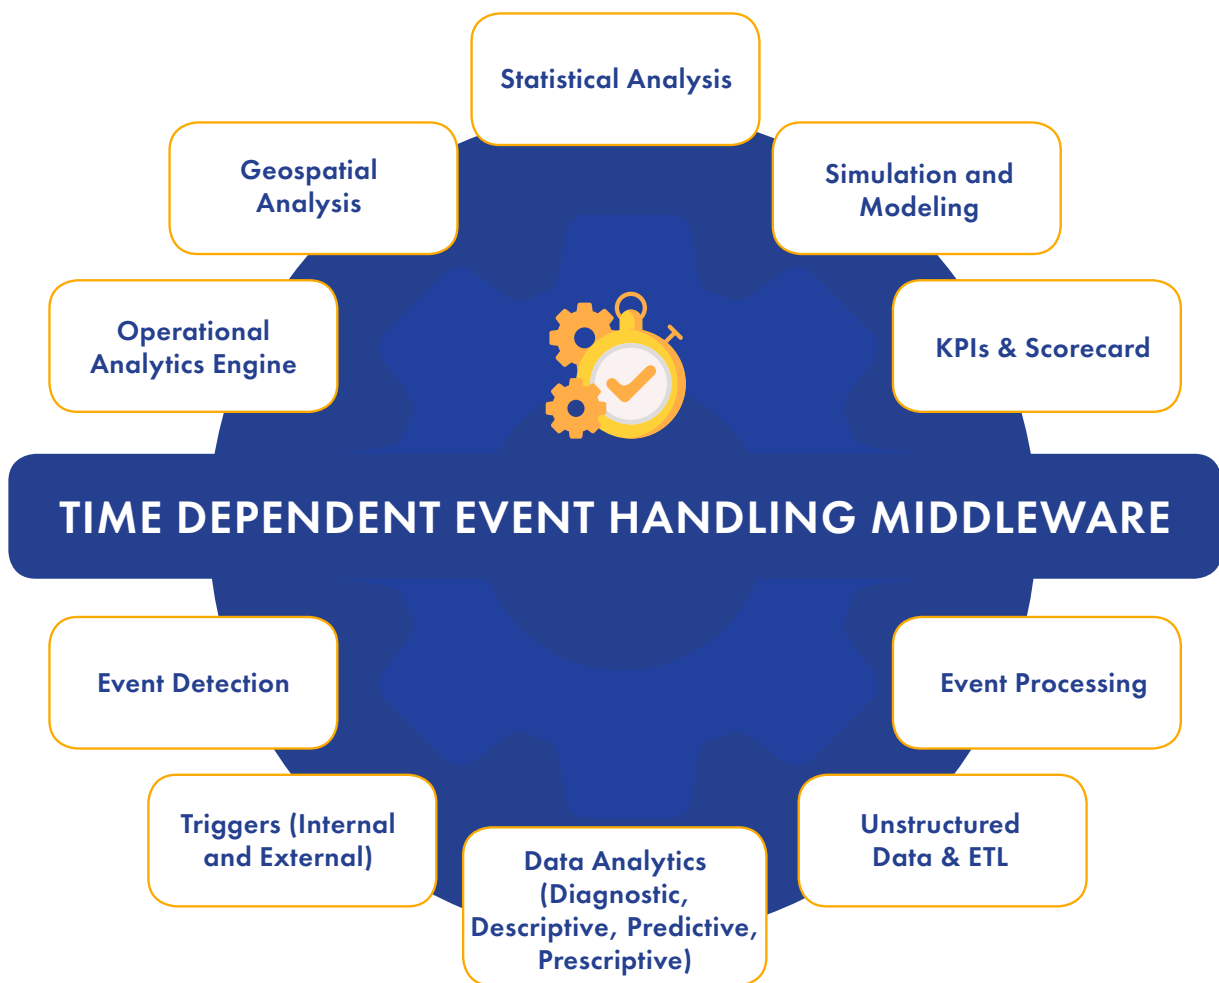 Statistical Analysis
Geospatial
Analysis
Simulation and
Modeling
Operational
Analytics Engine
KPIs & Scorecard
TIME DEPENDENT EVENT HANDLING MIDDLEWARE
Event Detection
Event Processing
Triggers (Internal
and External)
Unstructured
Data & ETL
Data Analytics
(Diagnostic,
Descriptive, Predictive,
Prescriptive)